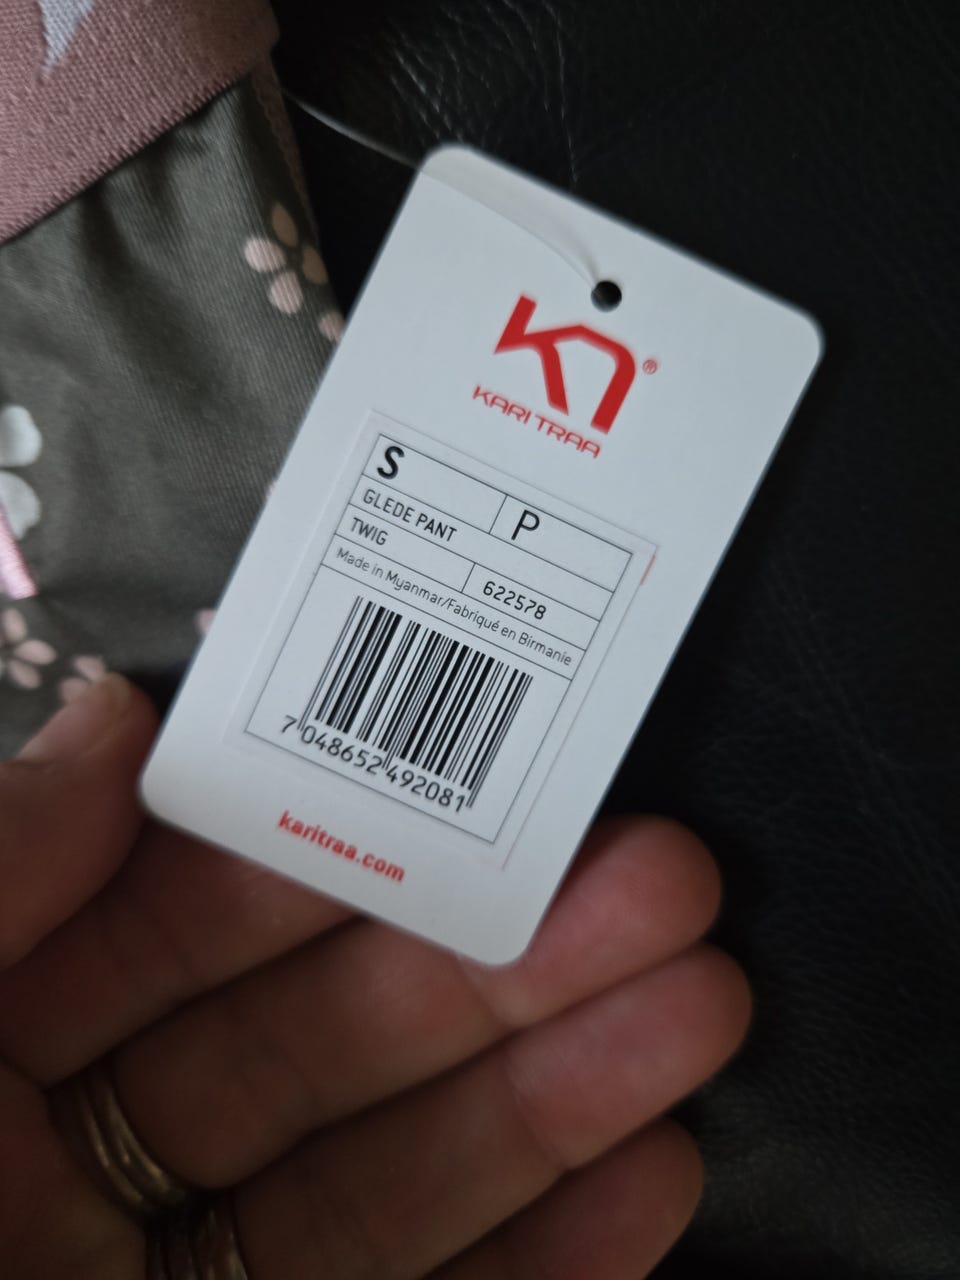 ®
KARI TRAA
S
P
GLEDE PANT
TWIG
622578
Made in Myanmar/Fabriqué en Birmanie
7 048652 492081
karitraa.com